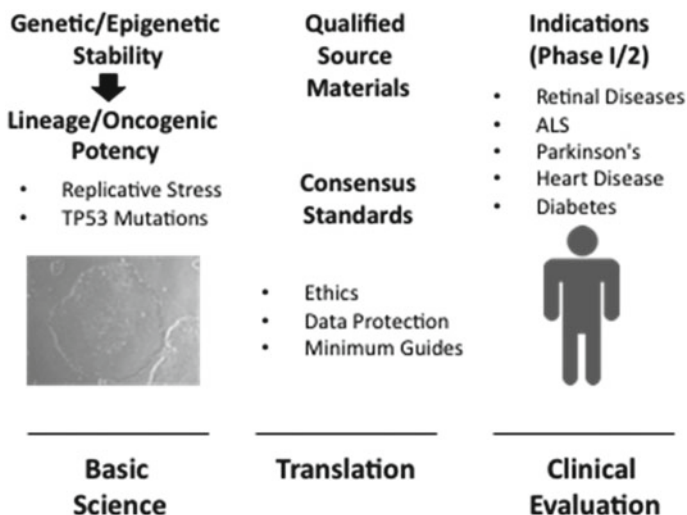 Genetic/Epigenetic
Stability
Lineage/Oncogenic
Potency
• Replicative Stress
• TP53 Mutations
Basic
Science
Qualified
Source
Materials
Consensus
Standards
• Ethics
• Data Protection
• Minimum Guides
Translation
Indications
(Phase I/2)
• Retinal Diseases
• ALS
• Parkinson's
• Heart Disease
• Diabetes
Clinical
Evaluation